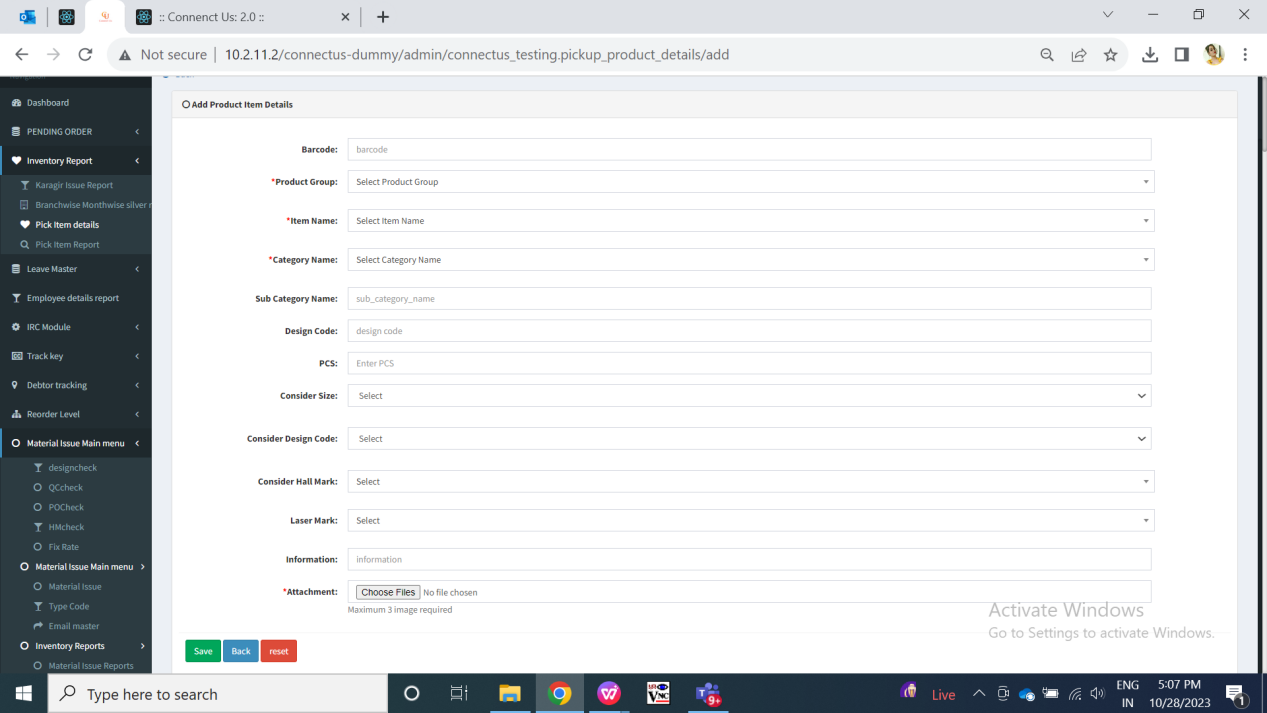 :: Connenct Us: 2.0 ::
Not secure
10.2.11.2/connectus-dummy/admin/connectus_testing.pickup_product_details/add
Dashboard
PENDING ORDER
Inventory Report
Karagir Issue Report
Branchwise Monthwise silver r
Pick Item details
Pick Item Report
Leave Master
Employee details report
IRC Module
Track key
Debtor tracking
Reorder Level
Material Issue Main menu
designcheck
QCcheck
POCheck
HMcheck
Fix Rate
Material Issue Main menu
Material Issue
Type Code
Email master
Inventory Reports
Material Issue Reports
Add Product Item Details
Barcode: barcode
*Product Group: Select Product Group
*Item Name: Select Item Name
*Category Name: Select Category Name
Sub Category Name: sub_category_name
Design Code: design code
PCS: Enter PCS
Consider Size: Select
Consider Design Code: Select
Consider Hall Mark: Select
Laser Mark: Select
Information: information
*Attachment: Choose Files No file chosen
Maximum 3 image required
Save Back reset
Activate Windows
Go to Settings to activate Windows.
Type here to search
9+
Live
ENG
IN
5:07 PM
10/28/2023
1